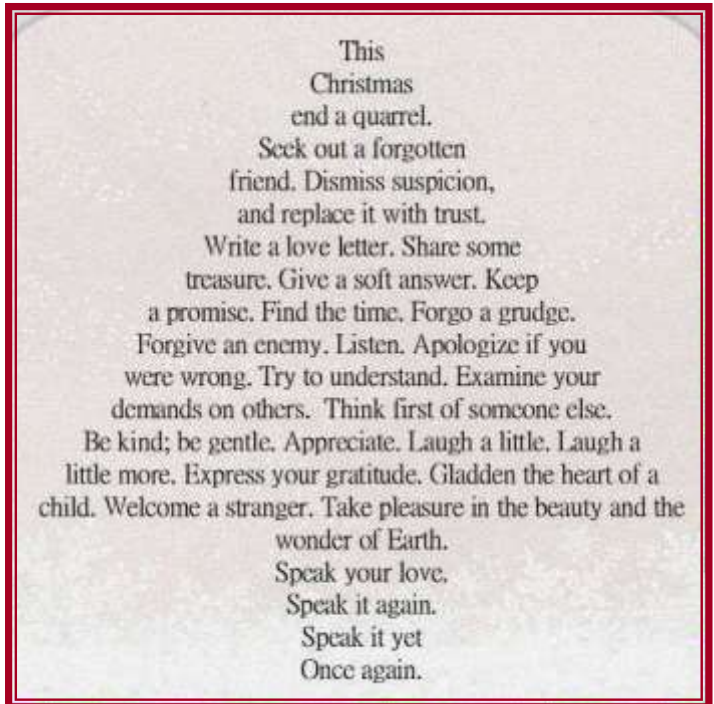 This
Christmas
end a quarrel.
Seek out a forgotten
friend. Dismiss suspicion,
and replace it with trust.
Write a love letter. Share some
treasure. Give a soft answer. Keep
a promise. Find the time. Forgo a grudge.
Forgive an enemy. Listen. Apologize if you
were wrong. Try to understand. Examine your
demands on others.  Think first of someone else.
Be kind; be gentle. Appreciate. Laugh a little. Laugh a
little more. Express your gratitude. Gladden the heart of a
child. Welcome a stranger. Take pleasure in the beauty and the
wonder of Earth.
Speak your love.
Speak it again.
Speak it yet
Once again.